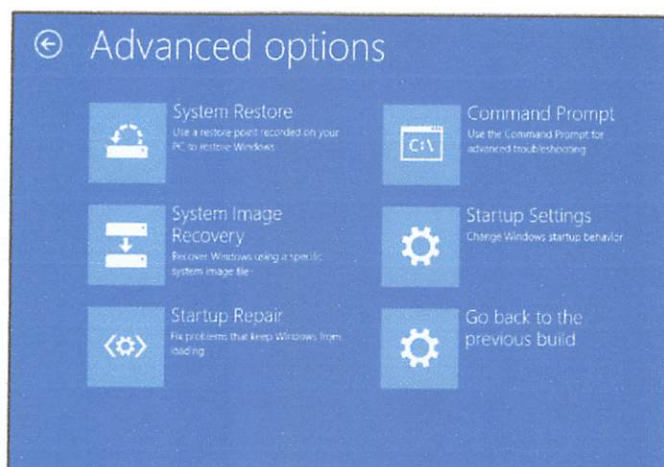 Advanced options
System Restore
Use a restore point recorded on your
PC to restore Windows
System Image
Recovery
Recover Windows using a specific
system image file
Startup Repair
Fix problems that keep Windows from
loading
Command Prompt
C:\
Use the Command Prompt for
advanced troubleshooting
Startup Settings
Change Windows startup behavior
Go back to the
previous build